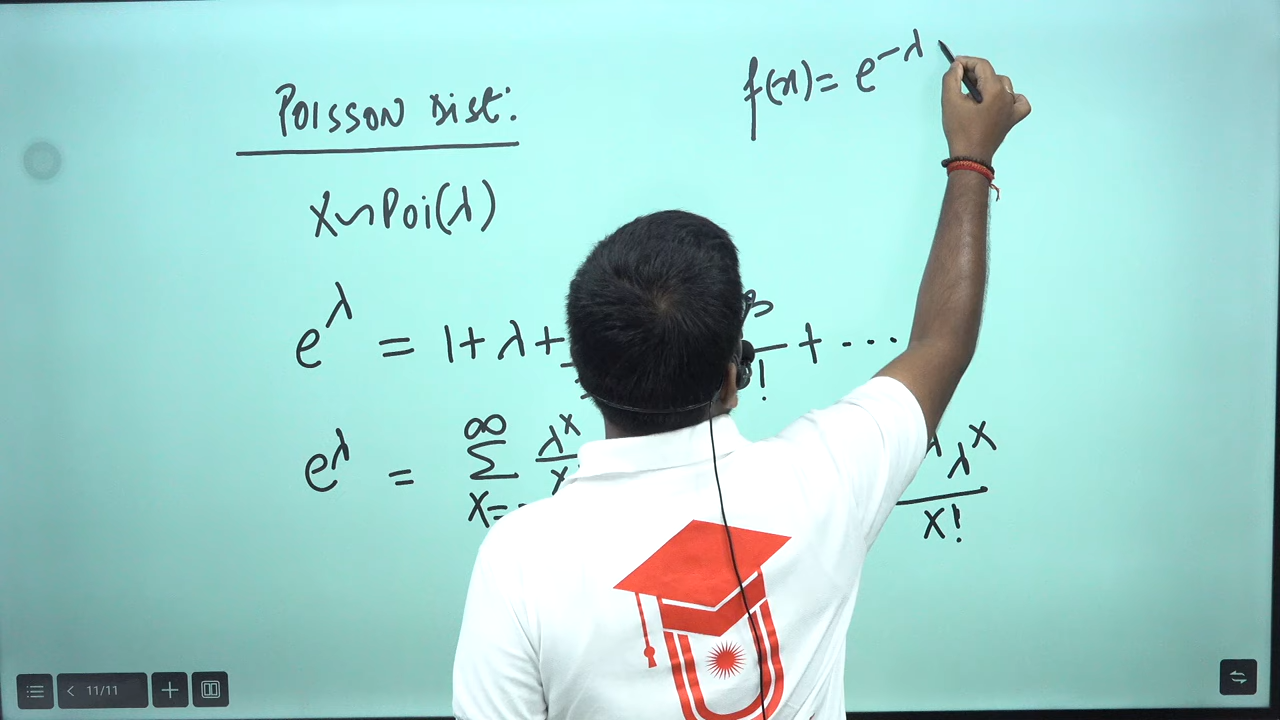 Poisson Dist:
f(x) = e^-λ
X~Poi(λ)
e^λ = 1 + λ + ! + ...
e^λ = ∑ ∞ x= λ^x λ^x / x!
11/11